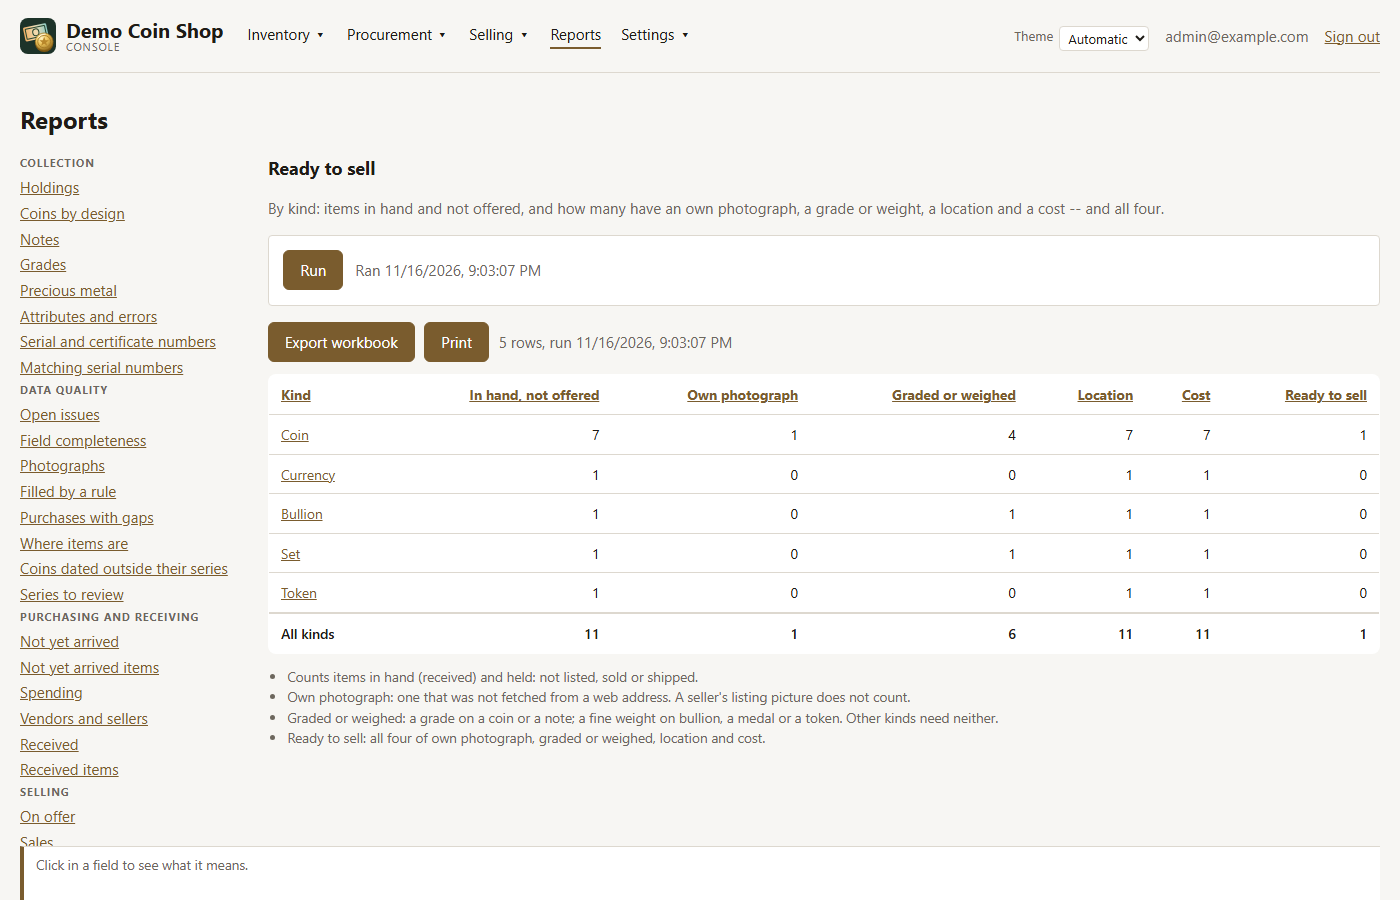 Demo Coin Shop
CONSOLE
Inventory ▼ Procurement ▼ Selling ▼ Reports Settings ▼
Theme Automatic admin@example.com Sign out
Reports
COLLECTION
Holdings
Coins by design
Notes
Grades
Precious metal
Attributes and errors
Serial and certificate numbers
Matching serial numbers
DATA QUALITY
Open issues
Field completeness
Photographs
Filled by a rule
Purchases with gaps
Where items are
Coins dated outside their series
Series to review
PURCHASING AND RECEIVING
Not yet arrived
Not yet arrived items
Spending
Vendors and sellers
Received
Received items
SELLING
On offer
Sales
Ready to sell
By kind: items in hand and not offered, and how many have an own photograph, a grade or weight, a location and a cost -- and all four.
Run Ran 11/16/2026, 9:03:07 PM
Export workbook Print 5 rows, run 11/16/2026, 9:03:07 PM
Kind In hand, not offered Own photograph Graded or weighed Location Cost Ready to sell
Coin 7 1 4 7 7 1
Currency 1 0 0 1 1 0
Bullion 1 0 1 1 1 0
Set 1 0 1 1 1 0
Token 1 0 0 1 1 0
All kinds 11 1 6 11 11 1
• Counts items in hand (received) and held: not listed, sold or shipped.
• Own photograph: one that was not fetched from a web address. A seller's listing picture does not count.
• Graded or weighed: a grade on a coin or a note; a fine weight on bullion, a medal or a token. Other kinds need neither.
• Ready to sell: all four of own photograph, graded or weighed, location and cost.
Click in a field to see what it means.